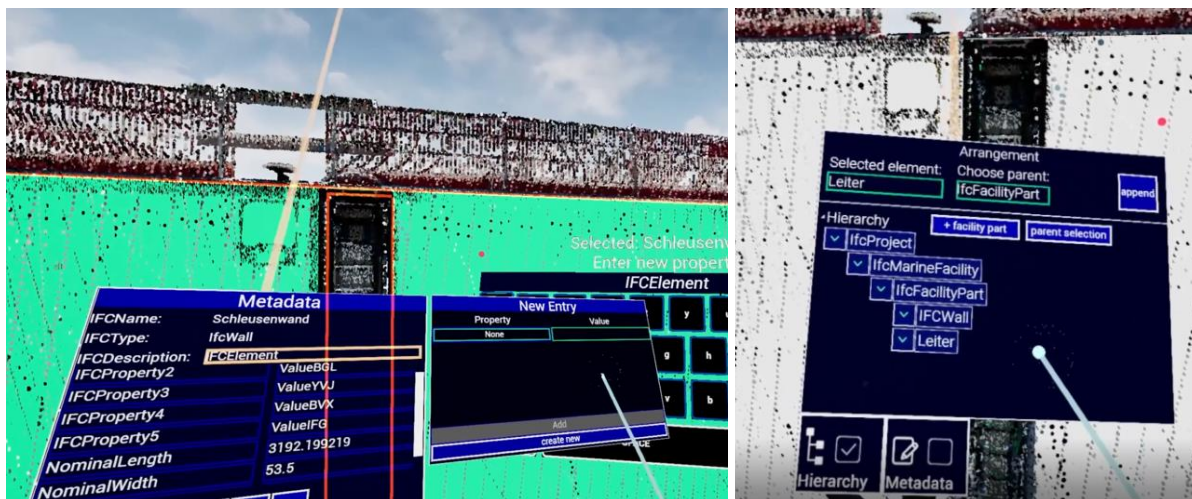 Selected: Schleusenw
Enter new proper
IFCElement
y
g
h
v
b
Metadata
IFCName: Schleusenwand
IFCType: IfcWall
IFCDescription: FCElement
IFCProperty2 ValueBGL
IFCProperty3 ValueYVJ
IFCProperty4 ValueBVX
IFCProperty5 ValueIFG
NominalLength 3192.199219
NominalWidth 53.5
New Entry
Property Value
None
Add
create new
Arrangement
Selected element: Choose parent:
Leiter IfcFacilityPart append
Hierarchy + facility part parent selection
IfcProject
IfcMarineFacility
IfcFacilityPart
IFCWall
Leiter
Hierarchy Metadata